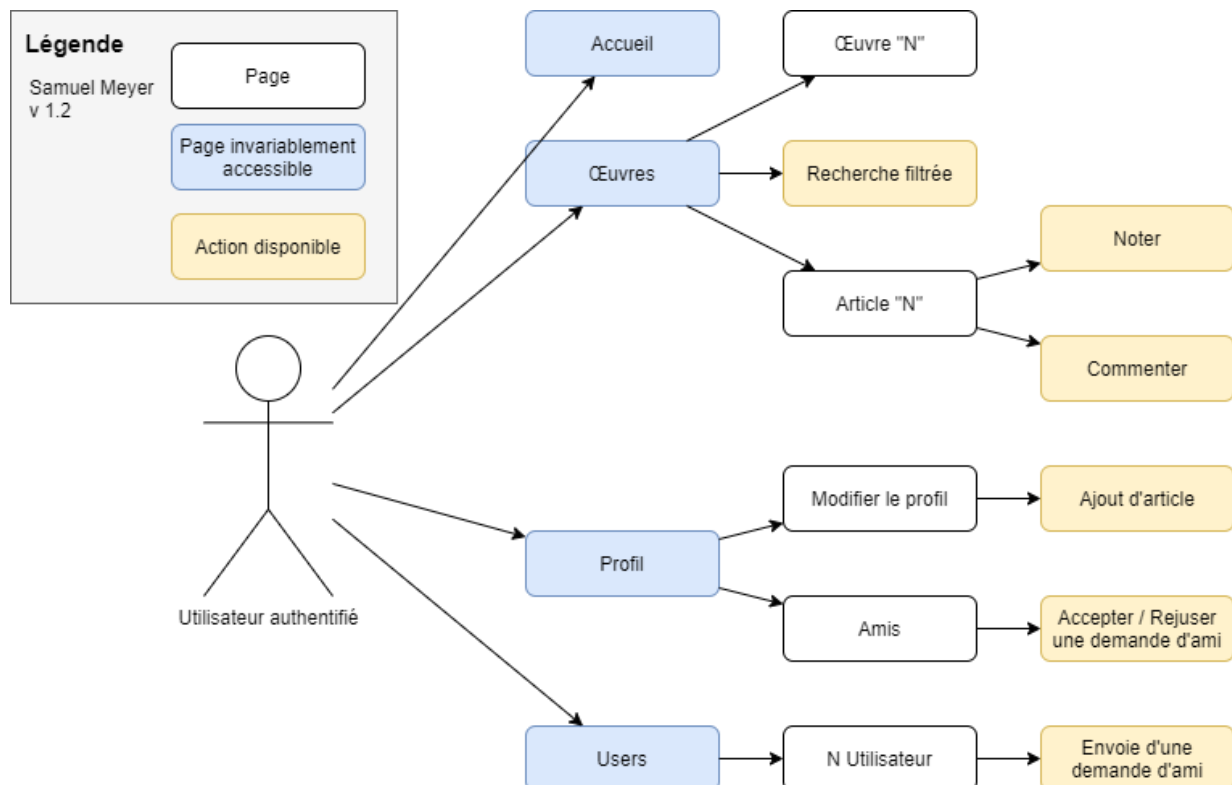 Légende
Samuel Meyer
v 1.2
Page
Page invariablement
accessible
Action disponible
Accueil
Œuvre "N"
Œuvres
Recherche filtrée
Article "N"
Noter
Commenter
Utilisateur authentifié
Profil
Modifier le profil
Ajout d'article
Amis
Accepter / Rejuser
une demande d'ami
Users
N Utilisateur
Envoie d'une
demande d'ami